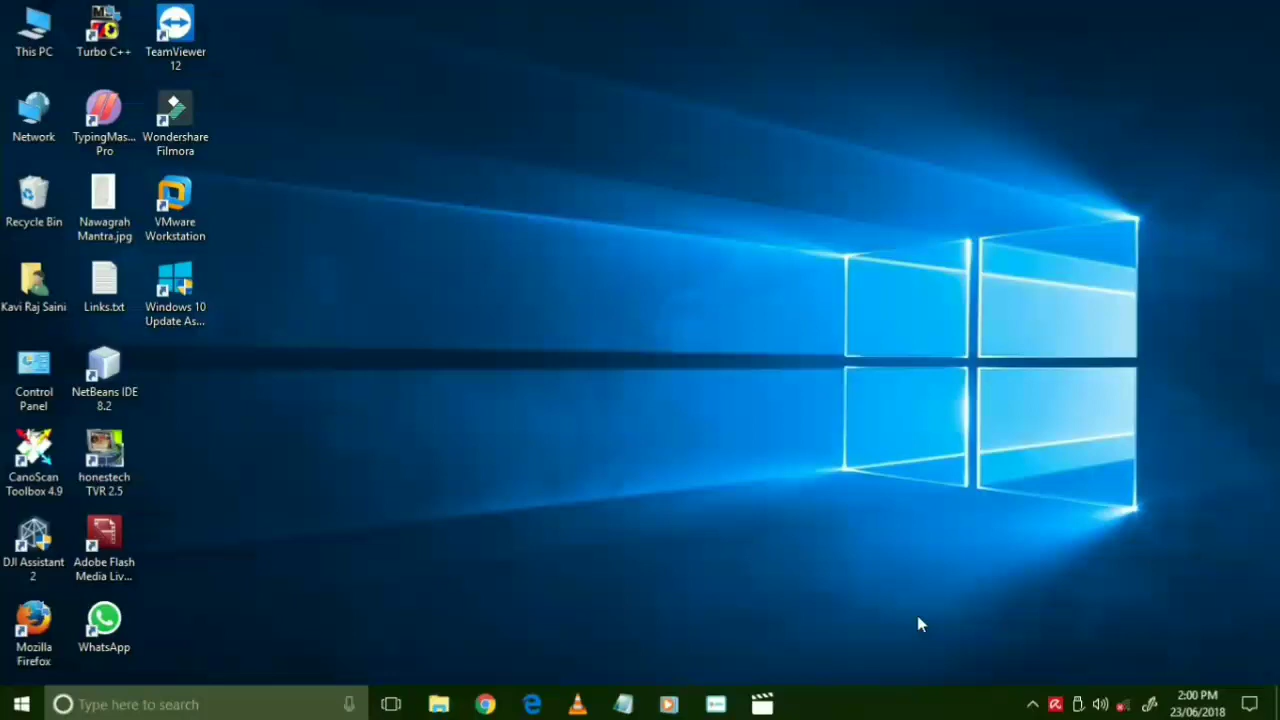 This PC
Turbo C++
TeamViewer
12
Network
TypingMas...
Pro
Wondershare
Filmora
Recycle Bin
Nawagrah
Mantra.jpg
VMware
Workstation
Kavi Raj Saini
Links.txt
Windows 10
Update As...
Control
Panel
NetBeans IDE
8.2
CanoScan
Toolbox 4.9
honestech
TVR 2.5
DJI Assistant
2
Adobe Flash
Media Liv...
Mozilla
Firefox
WhatsApp
Type here to search
2:00 PM
23/06/2018